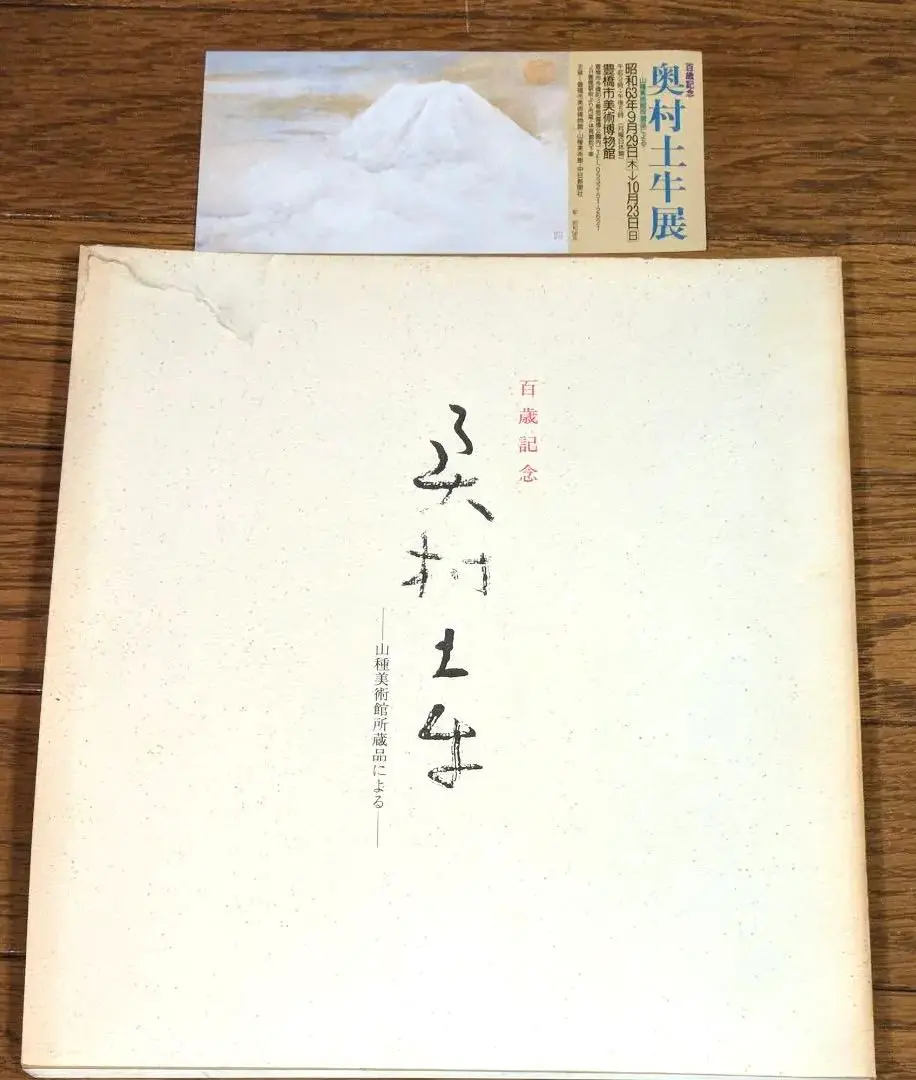 百歳記念
奥村土牛展
昭和63年9月29日(木)→10月23日(日)
豊橋市美術博物館
百歳記念
奥村土牛
―山種美術館所蔵品による―